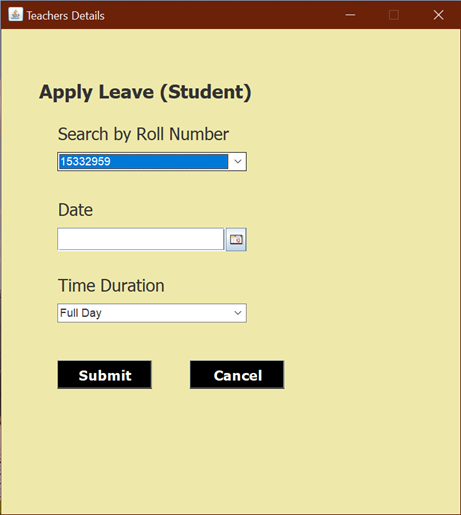 Teachers Details
Apply Leave (Student)
Search by Roll Number
15332959
Date
Time Duration
Full Day
Submit Cancel